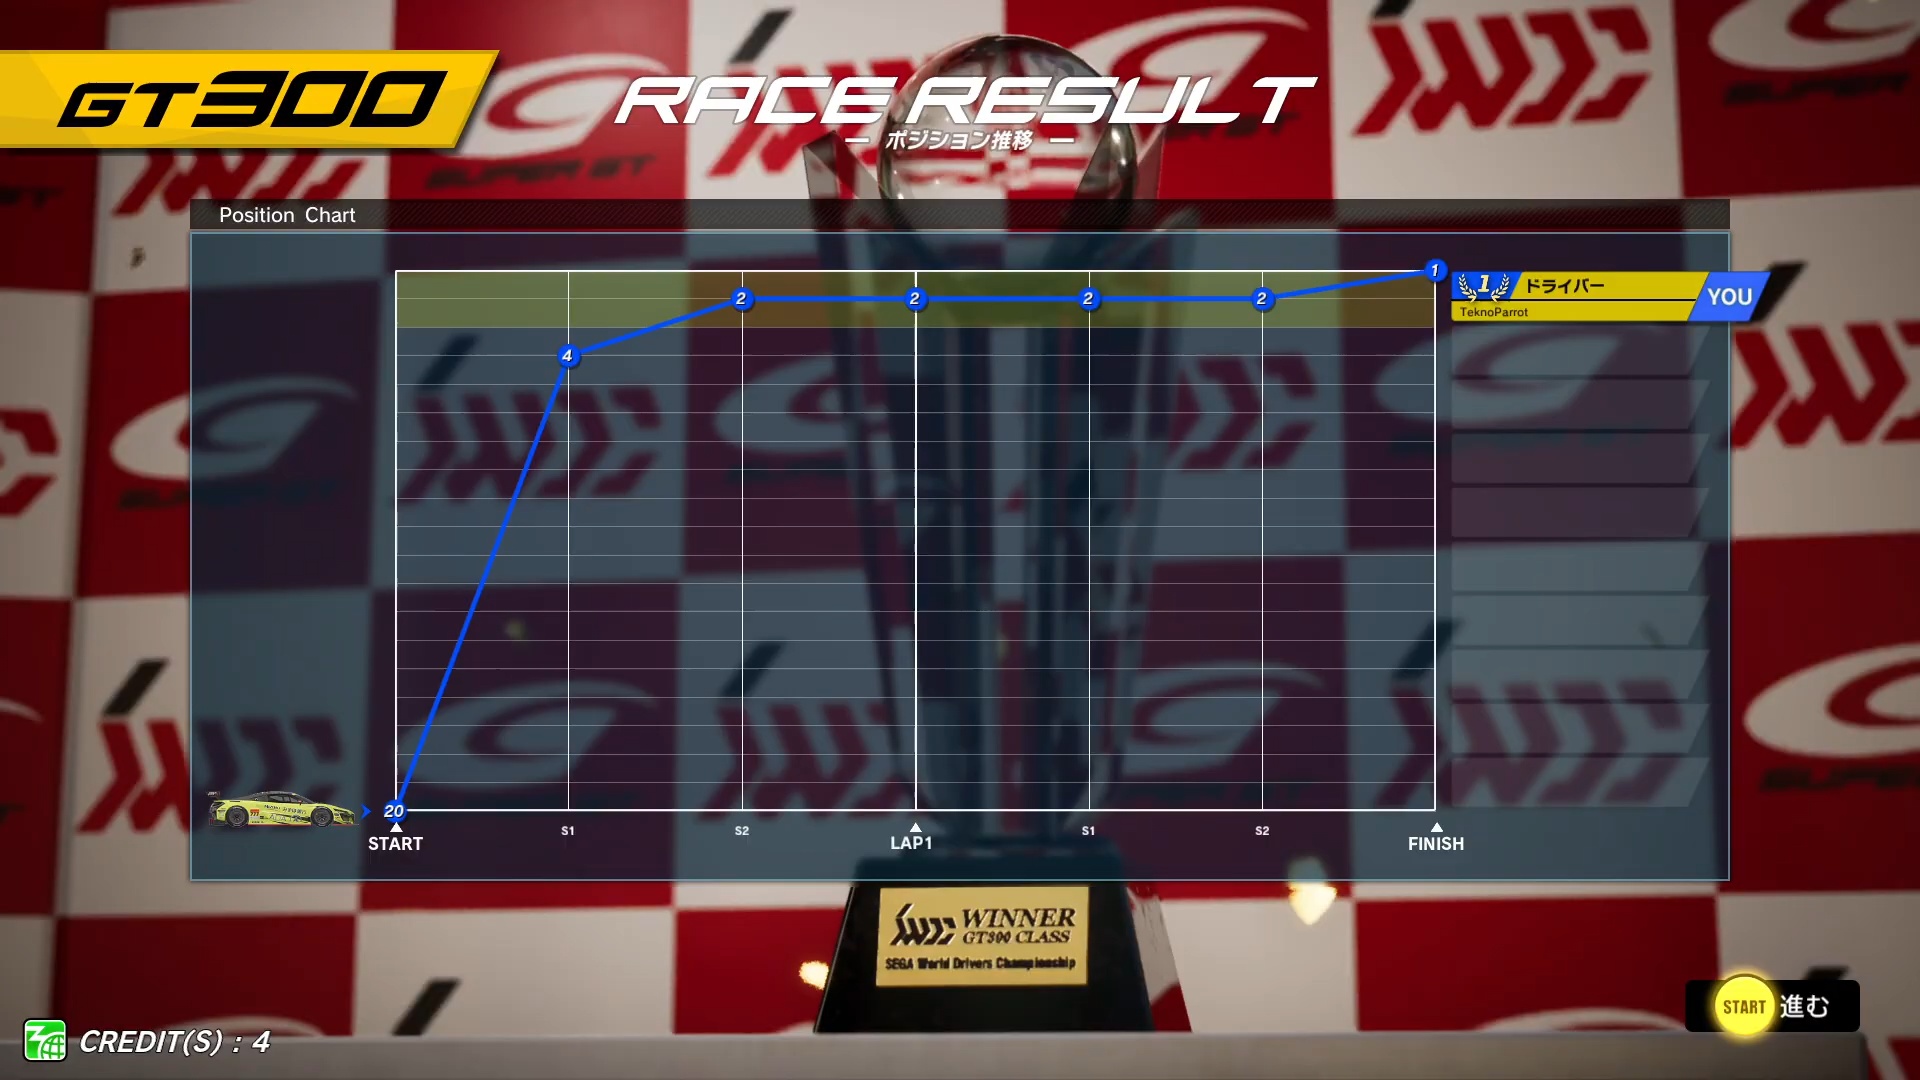 GT300
RACE RESULT
— ポジション推移 —
Position Chart
1
2
2
2
2
4
20
1
ドライバー
TeknoParrot
YOU
START
S1
S2
LAP1
S1
S2
FINISH
SUPER GT
WINNER
GT300 CLASS
SEGA World Drivers Championship
START 進む
CREDIT(S) : 4